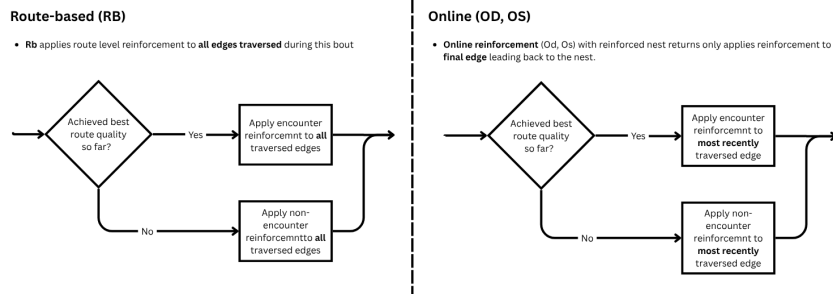 Route-based (RB)
• Rb applies route level reinforcement to all edges traversed during this bout
Achieved best
route quality
so far?
Yes
Apply encounter
reinforcemnt to all
traversed edges
No
Apply non-
encounter
reinforcemntto all
traversed edges
Online (OD, OS)
• Online reinforcement (Od, Os) with reinforced nest returns only applies reinforcement to
final edge leading back to the nest.
Achieved best
route quality
so far?
Yes
Apply encounter
reinforcemnt to
most recently
traversed edge
No
Apply non-
encounter
reinforcemnt to
most recently
traversed edge